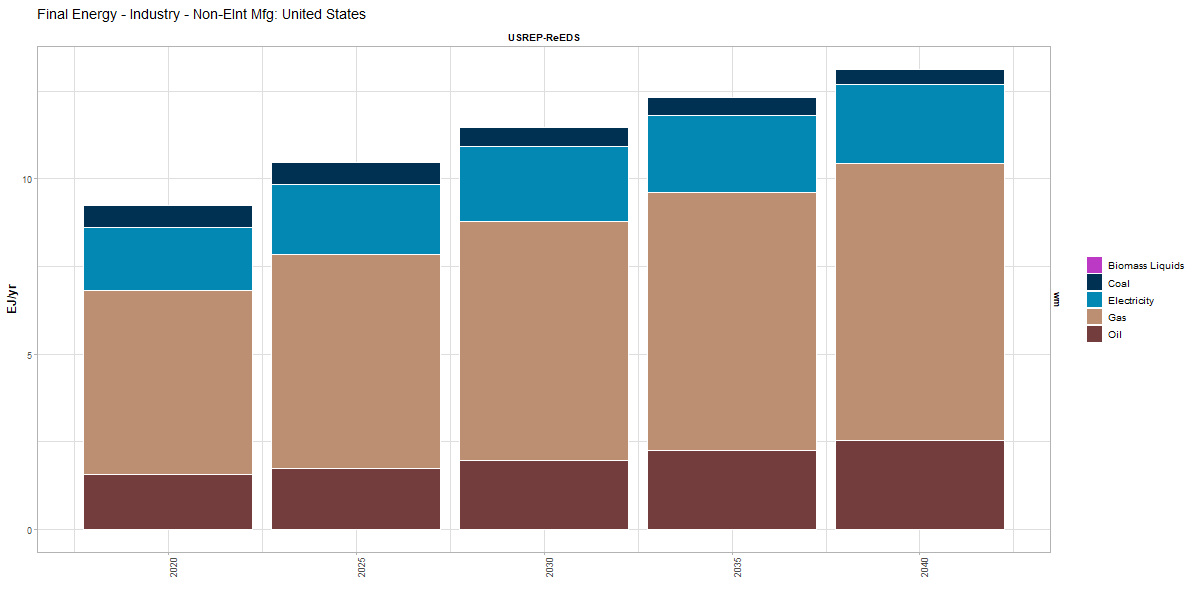 Final Energy - Industry - Non-EInt Mfg: United States
USREP-ReEDS
EJ/yr
10
5
0
2020
2025
2030
2035
2040
wm
Biomass Liquids
Coal
Electricity
Gas
Oil